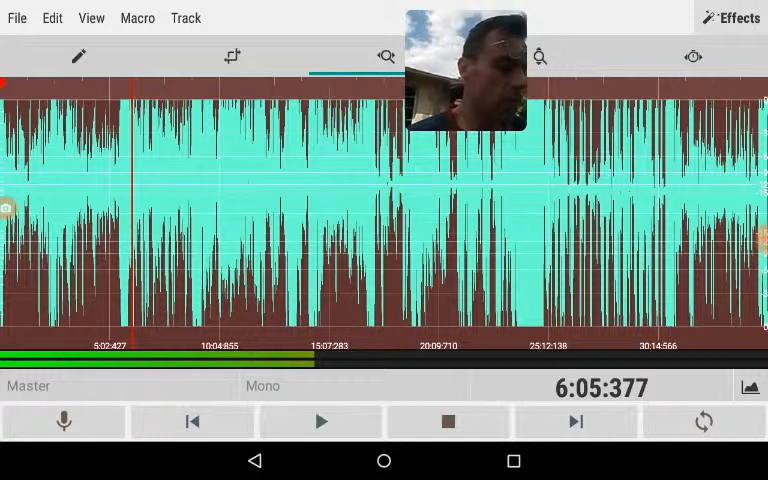 File Edit View Macro Track Effects
5:02:427 10:04:855 15:07:283 20:09:710 25:12:138 30:14:566
Master Mono 6:05:377